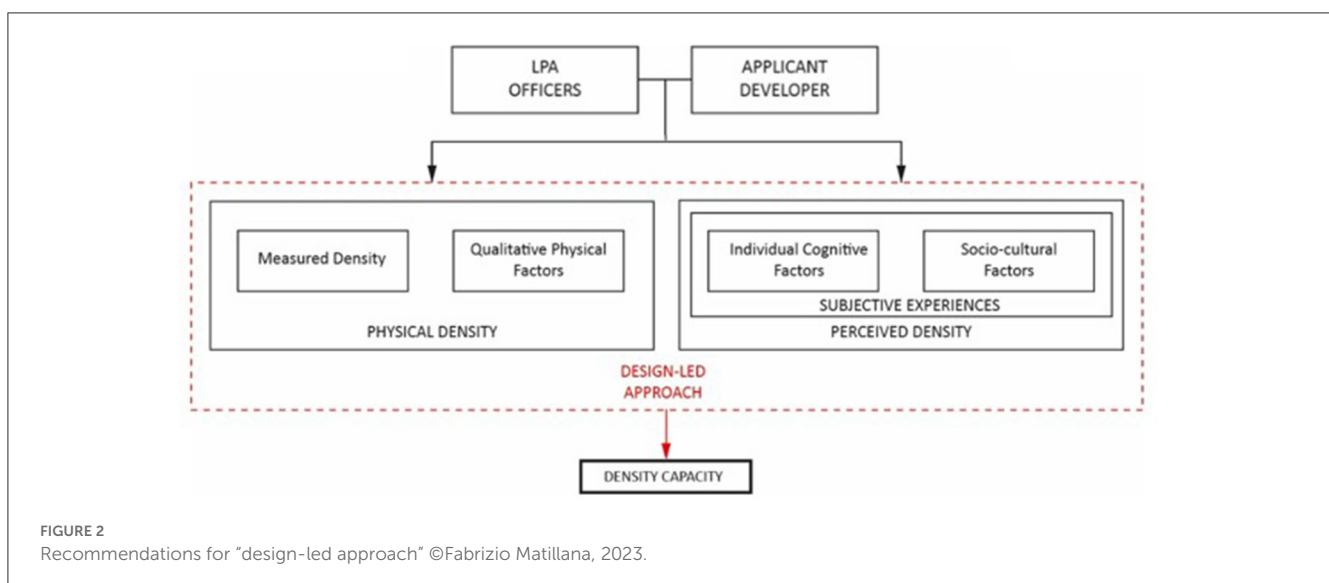 LPA
OFFICERS
APPLICANT
DEVELOPER
Measured Density
Qualitative Physical
Factors
PHYSICAL DENSITY
Individual Cognitive
Factors
Socio-cultural
Factors
SUBJECTIVE EXPERIENCES
PERCEIVED DENSITY
DESIGN-LED
APPROACH
DENSITY CAPACITY
FIGURE 2
Recommendations for “design-led approach” ©Fabrizio Matillana, 2023.